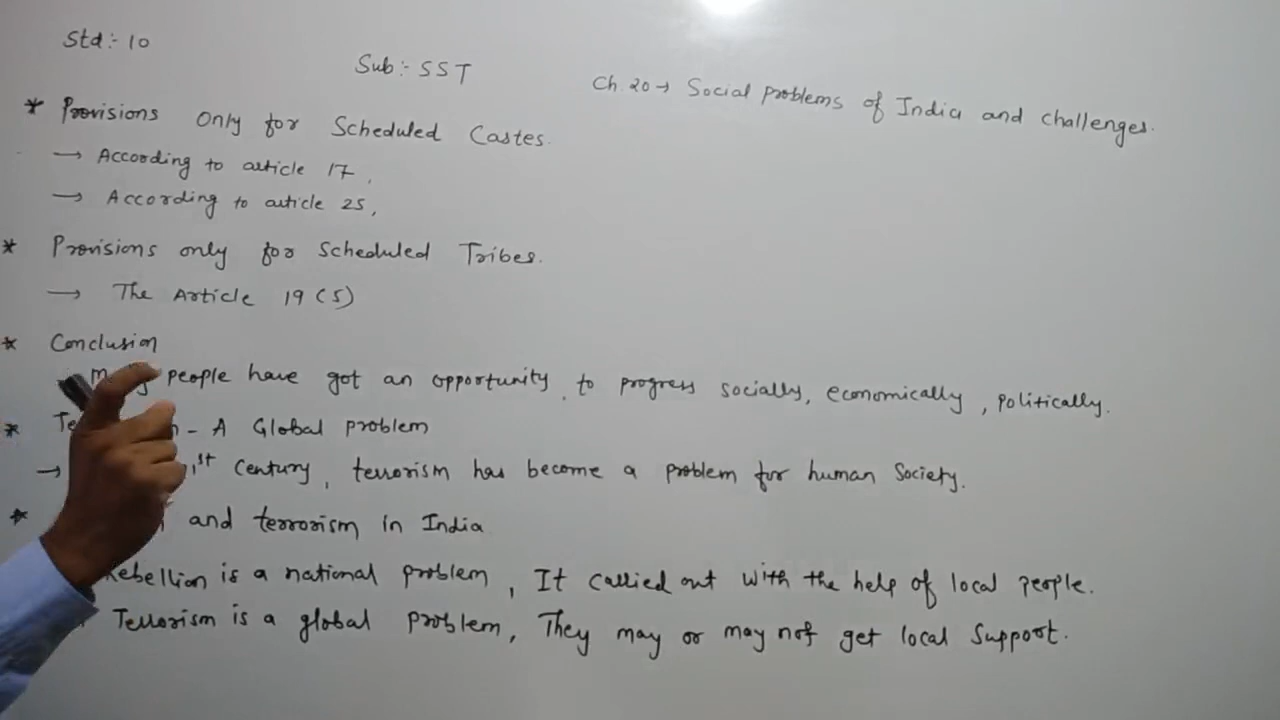 Std :- 10
Sub :- SST
Ch 20 → Social problems of India and challenges.
* Provisions only for Scheduled Castes.
→ According to article 17,
→ According to article 25,
* Provisions only for Scheduled Tribes.
→ The Article 19 (5)
* Conclusion
people have got an opportunity to progress socially, economically, politically.
* - A Global problem
→ 1st Century, terrorism has become a problem for human Society.
* and terrorism in India
Rebellion is a national problem, It callied out with the help of local people.
Terrorism is a global problem, They may or may not get local support.